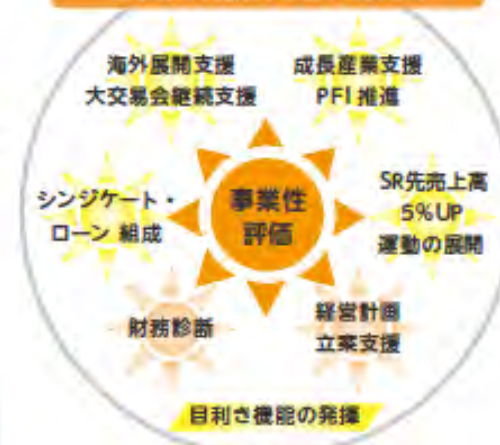 海外展開支援
大交易会継続支援
成長産業支援
PFI 推進
シンジケート・
ローン 組成
事業性
評価
SR先売上高
5%UP
運動の展開
財務診断
経営計画
立案支援
目利き機能の発揮